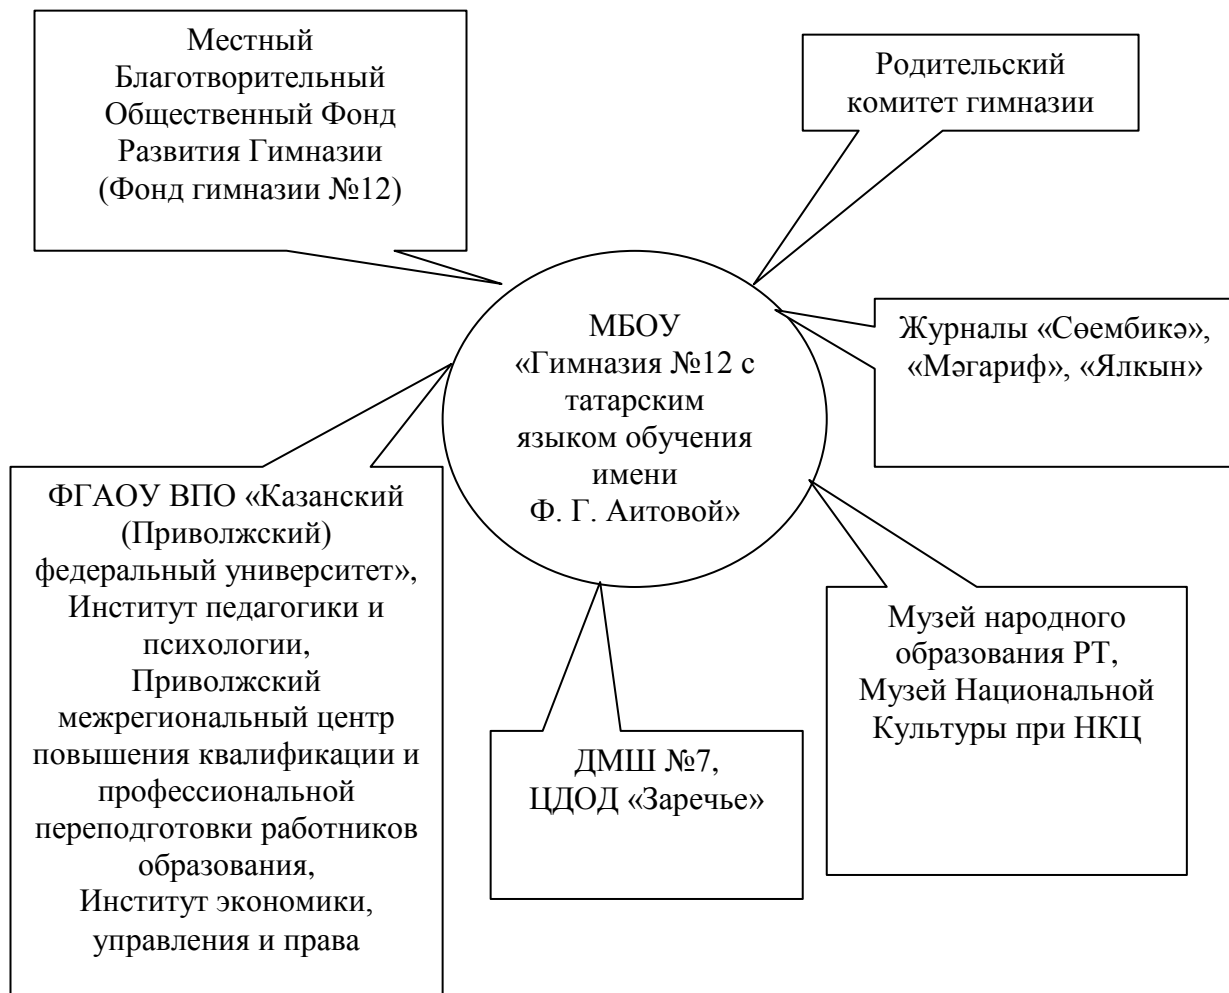 Местный
Благотворительный
Общественный Фонд
Развития Гимназии
(Фонд гимназии №12)
Родительский
комитет гимназии
МБОУ
«Гимназия №12 с
татарским
языком обучения
имени
Ф. Г. Аитовой»
Журналы «Сөембикә»,
«Мәгариф», «Ялкын»
ФГАОУ ВПО «Казанский
(Приволжский)
федеральный университет»,
Институт педагогики и
психологии,
Приволжский
межрегиональный центр
повышения квалификации и
профессиональной
переподготовки работников
образования,
Институт экономики,
управления и права
ДМШ №7,
ЦДОД «Заречье»
Музей народного
образования РТ,
Музей Национальной
Культуры при НКЦ